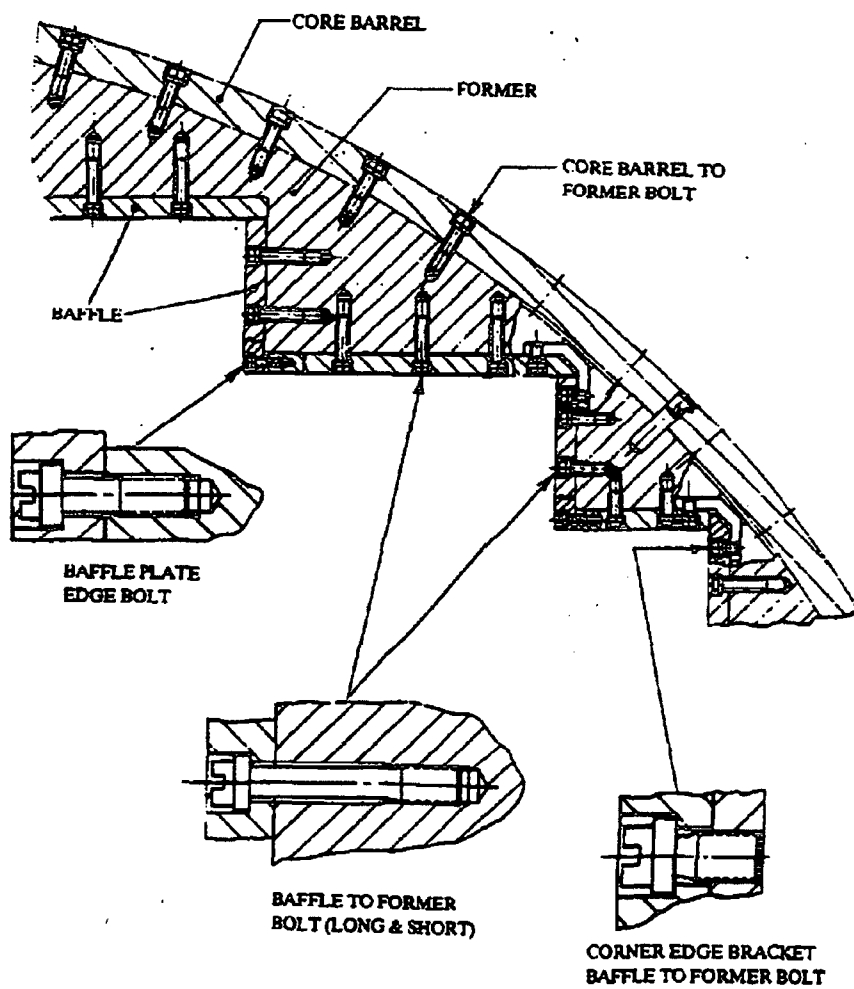 CORE BARREL
FORMER
CORE BARREL TO
FORMER BOLT
BAFFLE
BAFFLE PLATE
EDGE BOLT
BAFFLE TO FORMER
BOLT (LONG & SHORT)
CORNER EDGE BRACKET
BAFFLE TO FORMER BOLT